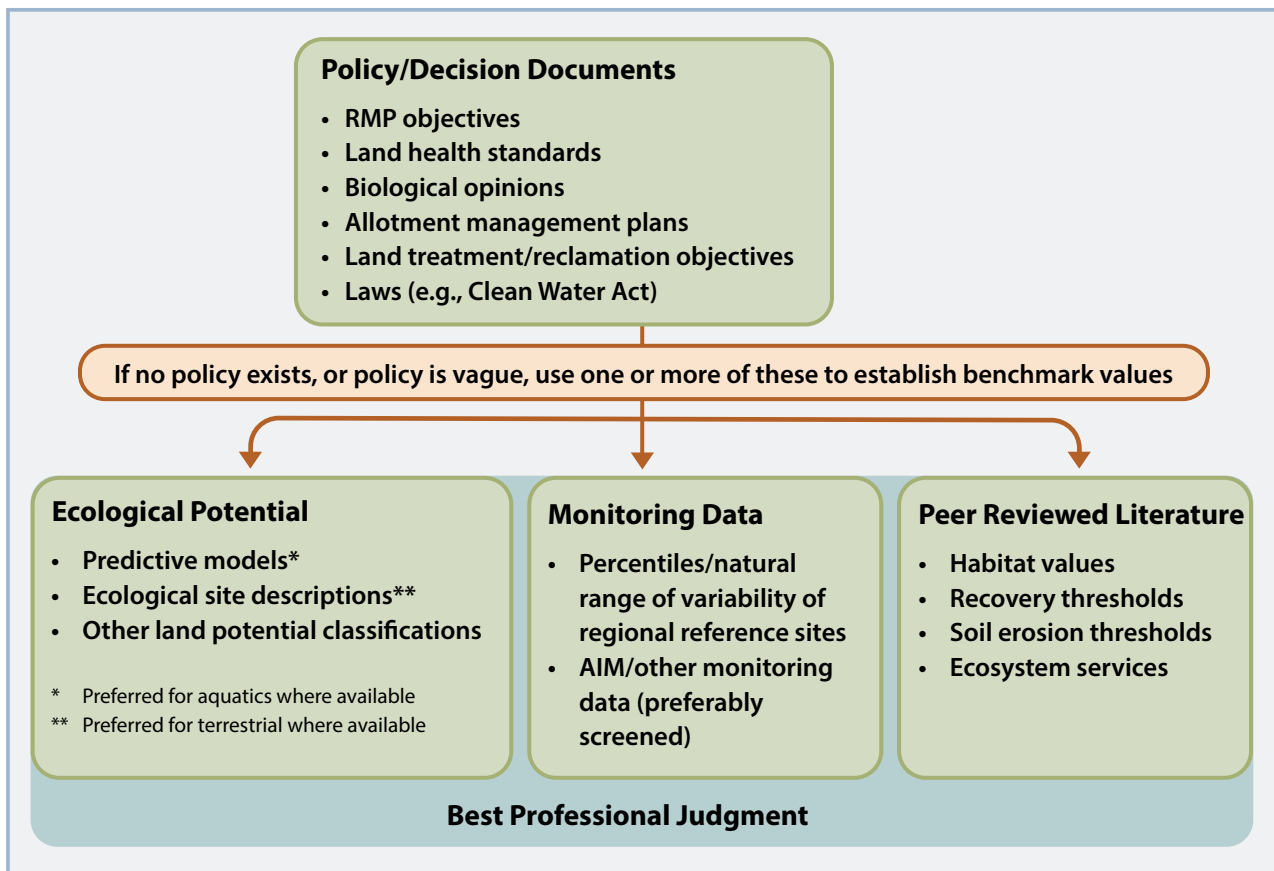 Policy/Decision Documents
• RMP objectives
• Land health standards
• Biological opinions
• Allotment management plans
• Land treatment/reclamation objectives
• Laws (e.g., Clean Water Act)
If no policy exists, or policy is vague, use one or more of these to establish benchmark values
Ecological Potential
• Predictive models*
• Ecological site descriptions**
• Other land potential classifications
* Preferred for aquatics where available
** Preferred for terrestrial where available
Monitoring Data
• Percentiles/natural
range of variability of
regional reference sites
• AIM/other monitoring
data (preferably
screened)
Peer Reviewed Literature
• Habitat values
• Recovery thresholds
• Soil erosion thresholds
• Ecosystem services
Best Professional Judgment